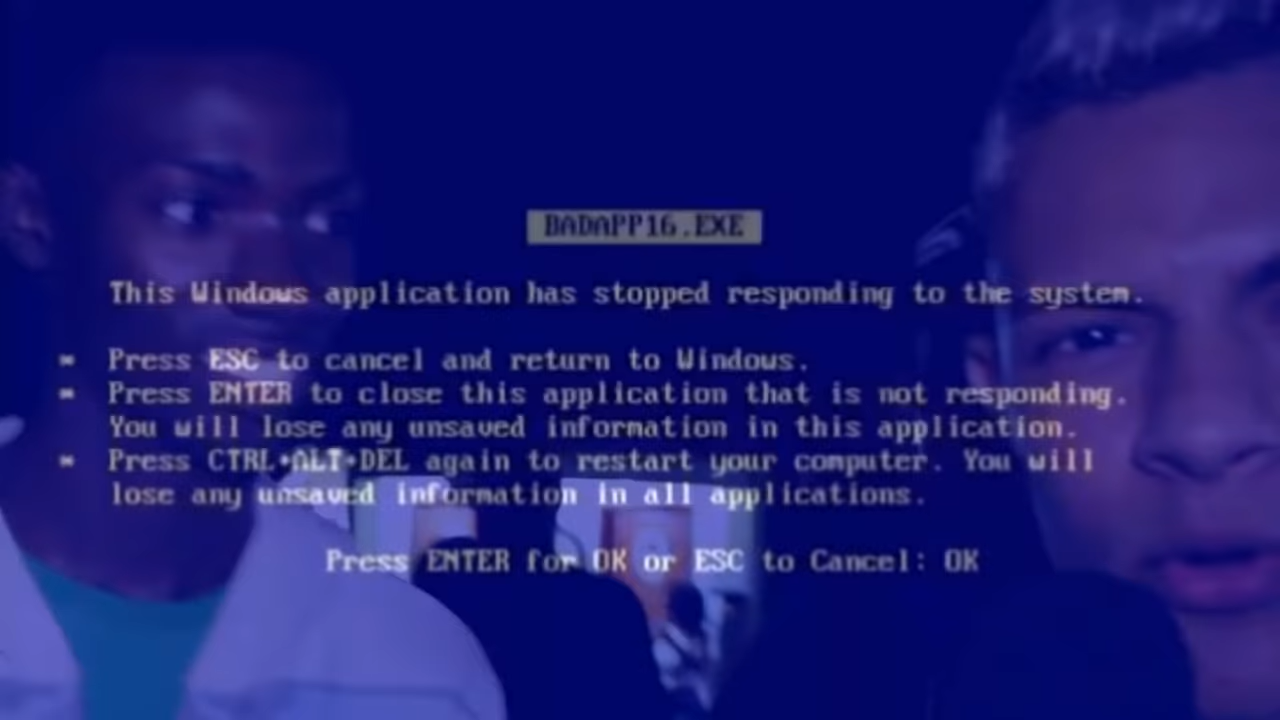 BADAPP16.EXE
This Windows application has stopped responding to the system.
* Press ESC to cancel and return to Windows.
* Press ENTER to close this application that is not responding.
You will lose any unsaved information in this application.
* Press CTRL+ALT+DEL again to restart your computer. You will
lose any unsaved information in all applications.
Press ENTER for OK or ESC to Cancel: OK